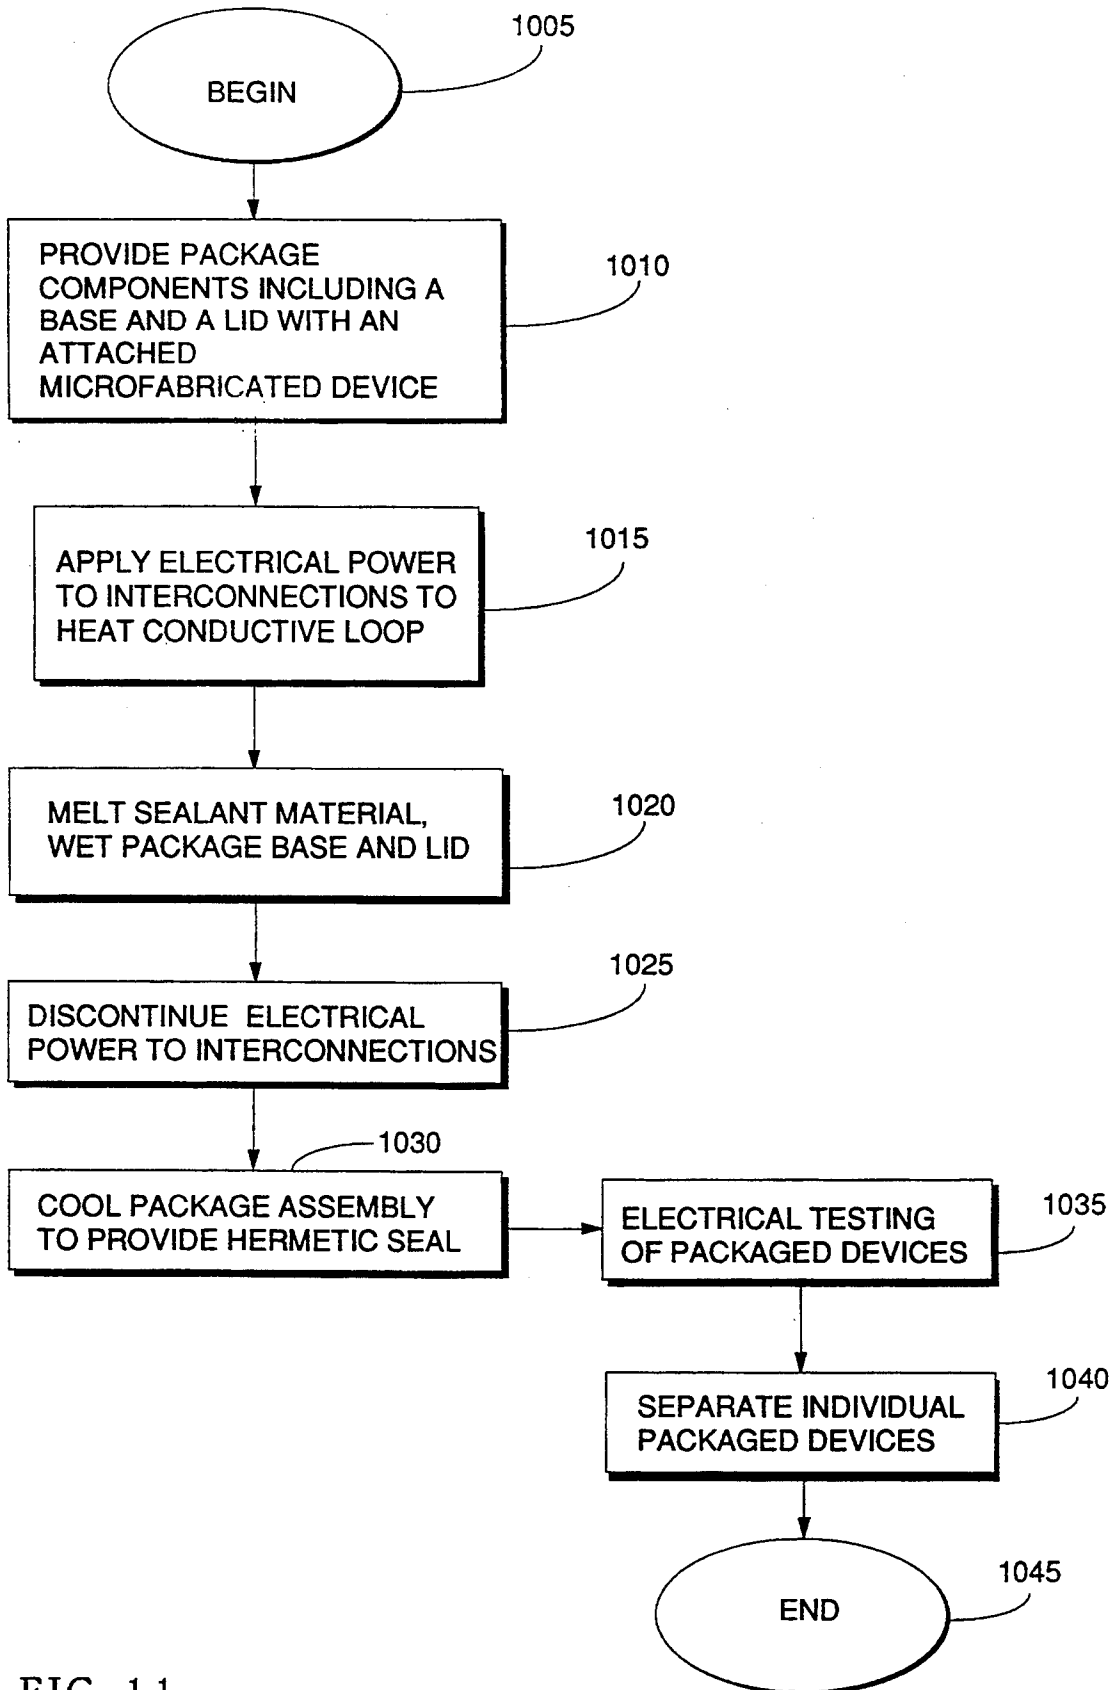 1005
BEGIN
PROVIDE PACKAGE
COMPONENTS INCLUDING A
BASE AND A LID WITH AN
ATTACHED
MICROFABRICATED DEVICE
1010
APPLY ELECTRICAL POWER
TO INTERCONNECTIONS TO
HEAT CONDUCTIVE LOOP
1015
MELT SEALANT MATERIAL,
WET PACKAGE BASE AND LID
1020
DISCONTINUE ELECTRICAL
POWER TO INTERCONNECTIONS
1025
1030
COOL PACKAGE ASSEMBLY
TO PROVIDE HERMETIC SEAL
ELECTRICAL TESTING
OF PACKAGED DEVICES
1035
SEPARATE INDIVIDUAL
PACKAGED DEVICES
1040
END
1045
FIG. 11